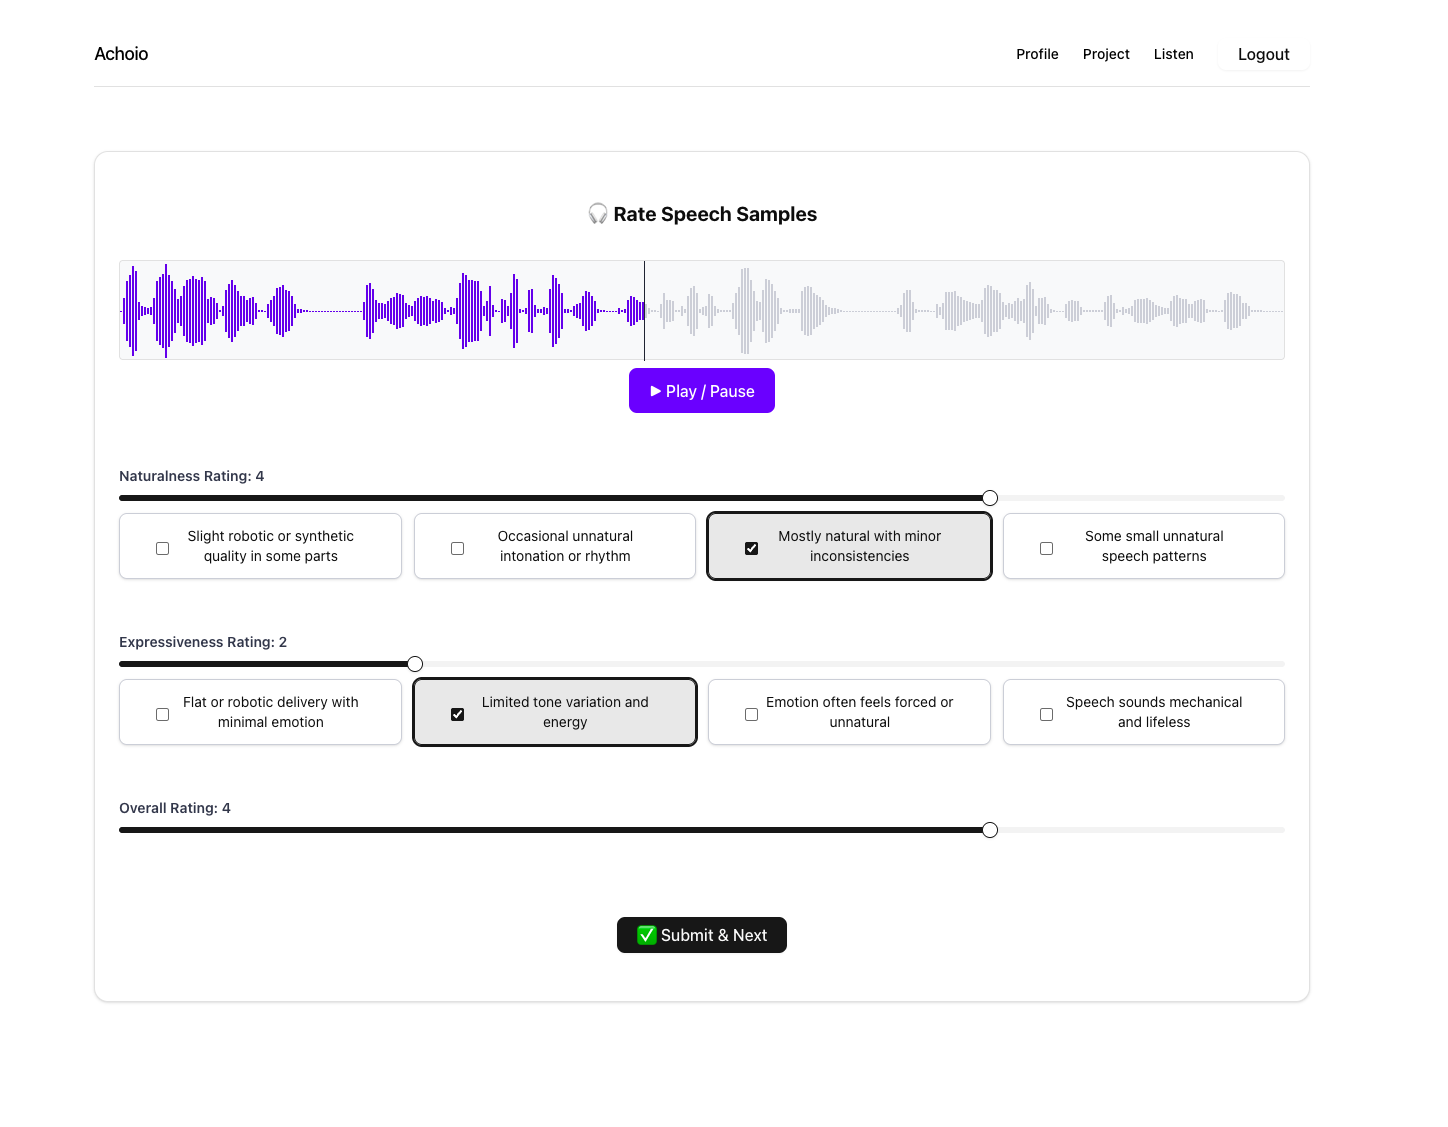 Achoio
Profile
Project
Listen
Logout
Rate Speech Samples
Play / Pause
Naturalness Rating: 4
Slight robotic or synthetic
quality in some parts
Occasional unnatural
intonation or rhythm
Mostly natural with minor
inconsistencies
Some small unnatural
speech patterns
Expressiveness Rating: 2
Flat or robotic delivery with
minimal emotion
Limited tone variation and
energy
Emotion often feels forced or
unnatural
Speech sounds mechanical
and lifeless
Overall Rating: 4
Submit & Next